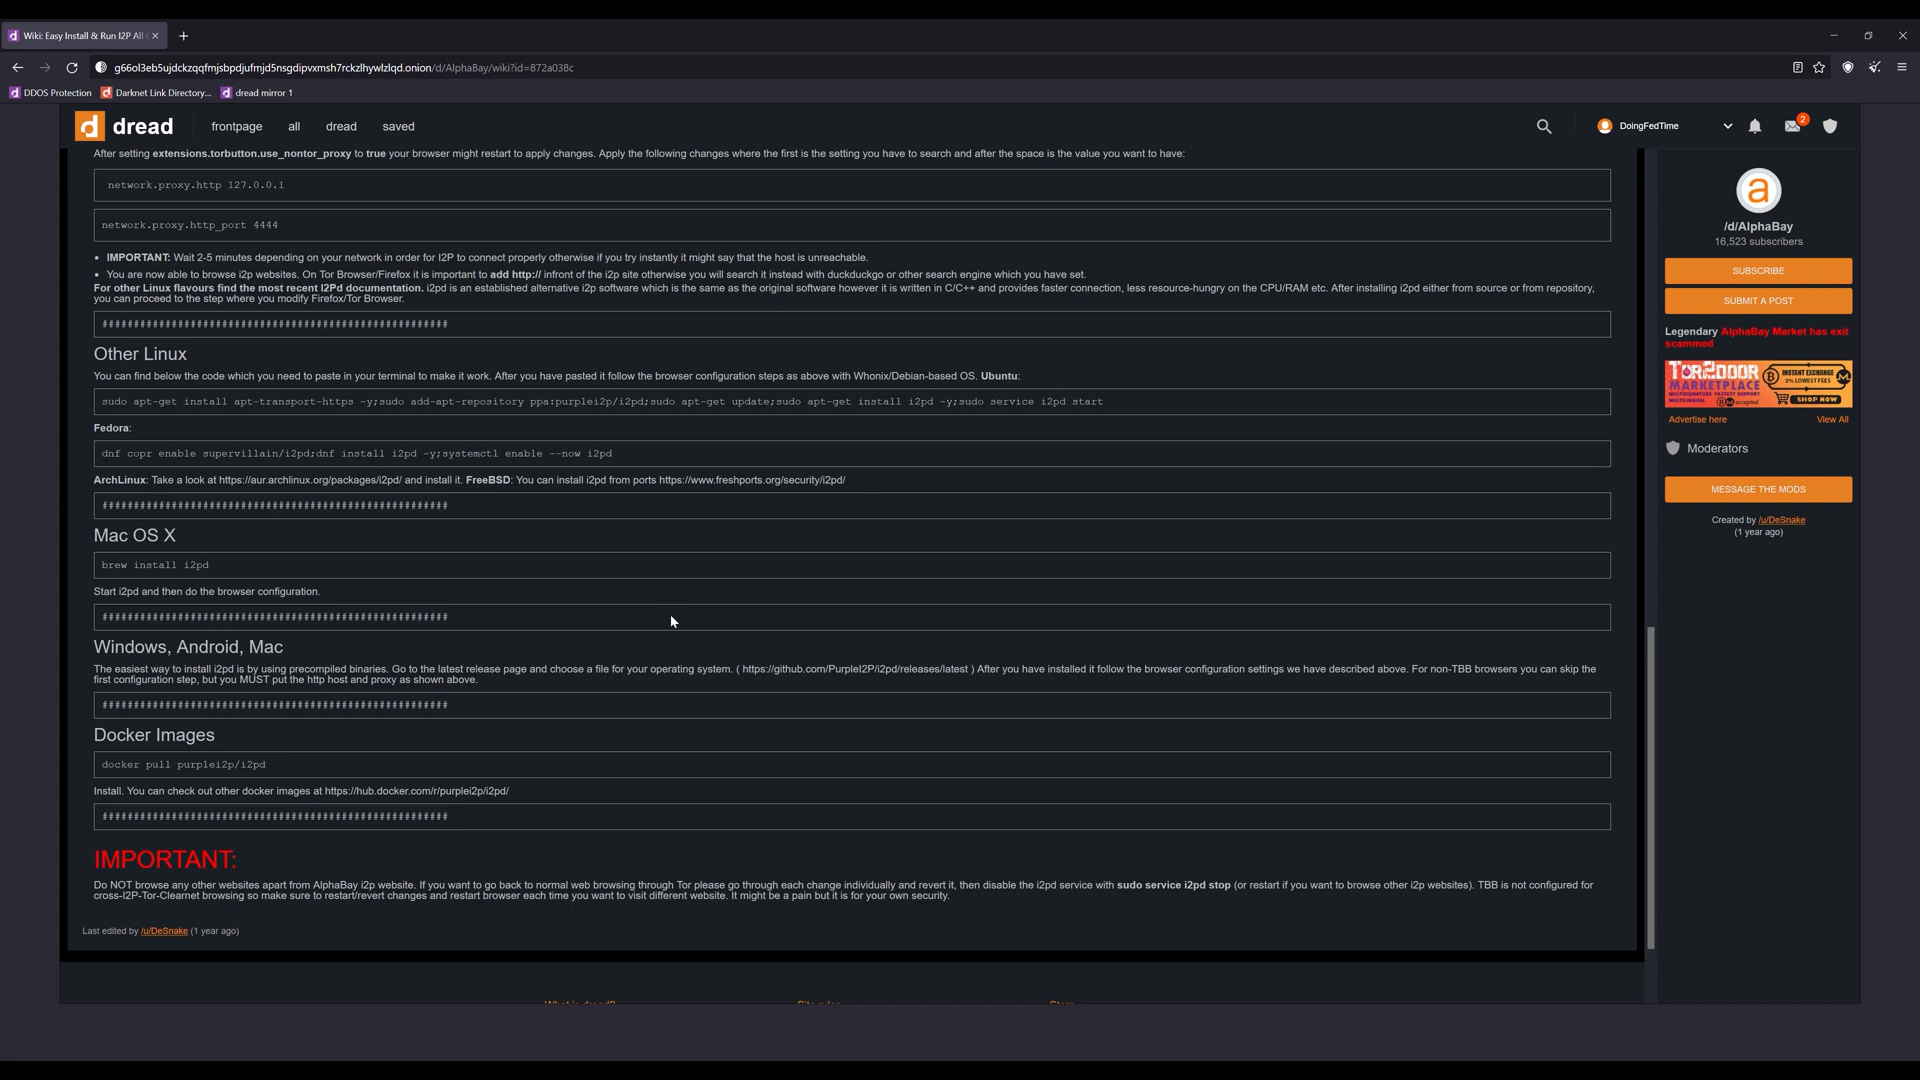 Wiki: Easy Install & Run I2P All
g66ol3eb5ujdckzqqfmjsbpdjufmjd5nsgdipvxmsh7rckzlhywlzlqd.onion/d/AlphaBay/wiki?id=872a038c
DDOS Protection Darknet Link Directory... dread mirror 1
dread frontpage all dread saved DoingFedTime 2
After setting extensions.torbutton.use_nontor_proxy to true your browser might restart to apply changes. Apply the following changes where the first is the setting you have to search and after the space is the value you want to have:
network.proxy.http 127.0.0.1
network.proxy.http_port 4444
• IMPORTANT: Wait 2-5 minutes depending on your network in order for I2P to connect properly otherwise if you try instantly it might say that the host is unreachable.
• You are now able to browse i2p websites. On Tor Browser/Firefox it is important to add http:// infront of the i2p site otherwise you will search it instead with duckduckgo or other search engine which you have set.
For other Linux flavours find the most recent I2Pd documentation. i2pd is an established alternative i2p software which is the same as the original software however it is written in C/C++ and provides faster connection, less resource-hungry on the CPU/RAM etc. After installing i2pd either from source or from repository,
you can proceed to the step where you modify Firefox/Tor Browser.
#######################################################
Other Linux
You can find below the code which you need to paste in your terminal to make it work. After you have pasted it follow the browser configuration steps as above with Whonix/Debian-based OS. Ubuntu:
sudo apt-get install apt-transport-https -y;sudo add-apt-repository ppa:purplei2p/i2pd;sudo apt-get update;sudo apt-get install i2pd -y;sudo service i2pd start
Fedora:
dnf copr enable supervillain/i2pd;dnf install i2pd -y;systemctl enable --now i2pd
ArchLinux: Take a look at https://aur.archlinux.org/packages/i2pd/ and install it. FreeBSD: You can install i2pd from ports https://www.freshports.org/security/i2pd/
#######################################################
Mac OS X
brew install i2pd
Start i2pd and then do the browser configuration.
#######################################################
Windows, Android, Mac
The easiest way to install i2pd is by using precompiled binaries. Go to the latest release page and choose a file for your operating system. ( https://github.com/PurpleI2P/i2pd/releases/latest ) After you have installed it follow the browser configuration settings we have described above. For non-TBB browsers you can skip the
first configuration step, but you MUST put the http host and proxy as shown above.
#######################################################
Docker Images
docker pull purplei2p/i2pd
Install. You can check out other docker images at https://hub.docker.com/r/purplei2p/i2pd/
#######################################################
IMPORTANT:
Do NOT browse any other websites apart from AlphaBay i2p website. If you want to go back to normal web browsing through Tor please go through each change individually and revert it, then disable the i2pd service with sudo service i2pd stop (or restart if you want to browse other i2p websites). TBB is not configured for
cross-I2P-Tor-Clearnet browsing so make sure to restart/revert changes and restart browser each time you want to visit different website. It might be a pain but it is for your own security.
Last edited by /u/DeSnake (1 year ago)
/d/AlphaBay
16,523 subscribers
SUBSCRIBE
SUBMIT A POST
Legendary AlphaBay Market has exit
scammed
TOR2DOOR
MARKETPLACE
MULTISIGNATURE FASTEST SUPPORT
MULTILINGUAL accepted
INSTANT EXCHANGE
2% LOWEST FEES
SHOP NOW
Advertise here View All
Moderators
MESSAGE THE MODS
Created by /u/DeSnake
(1 year ago)